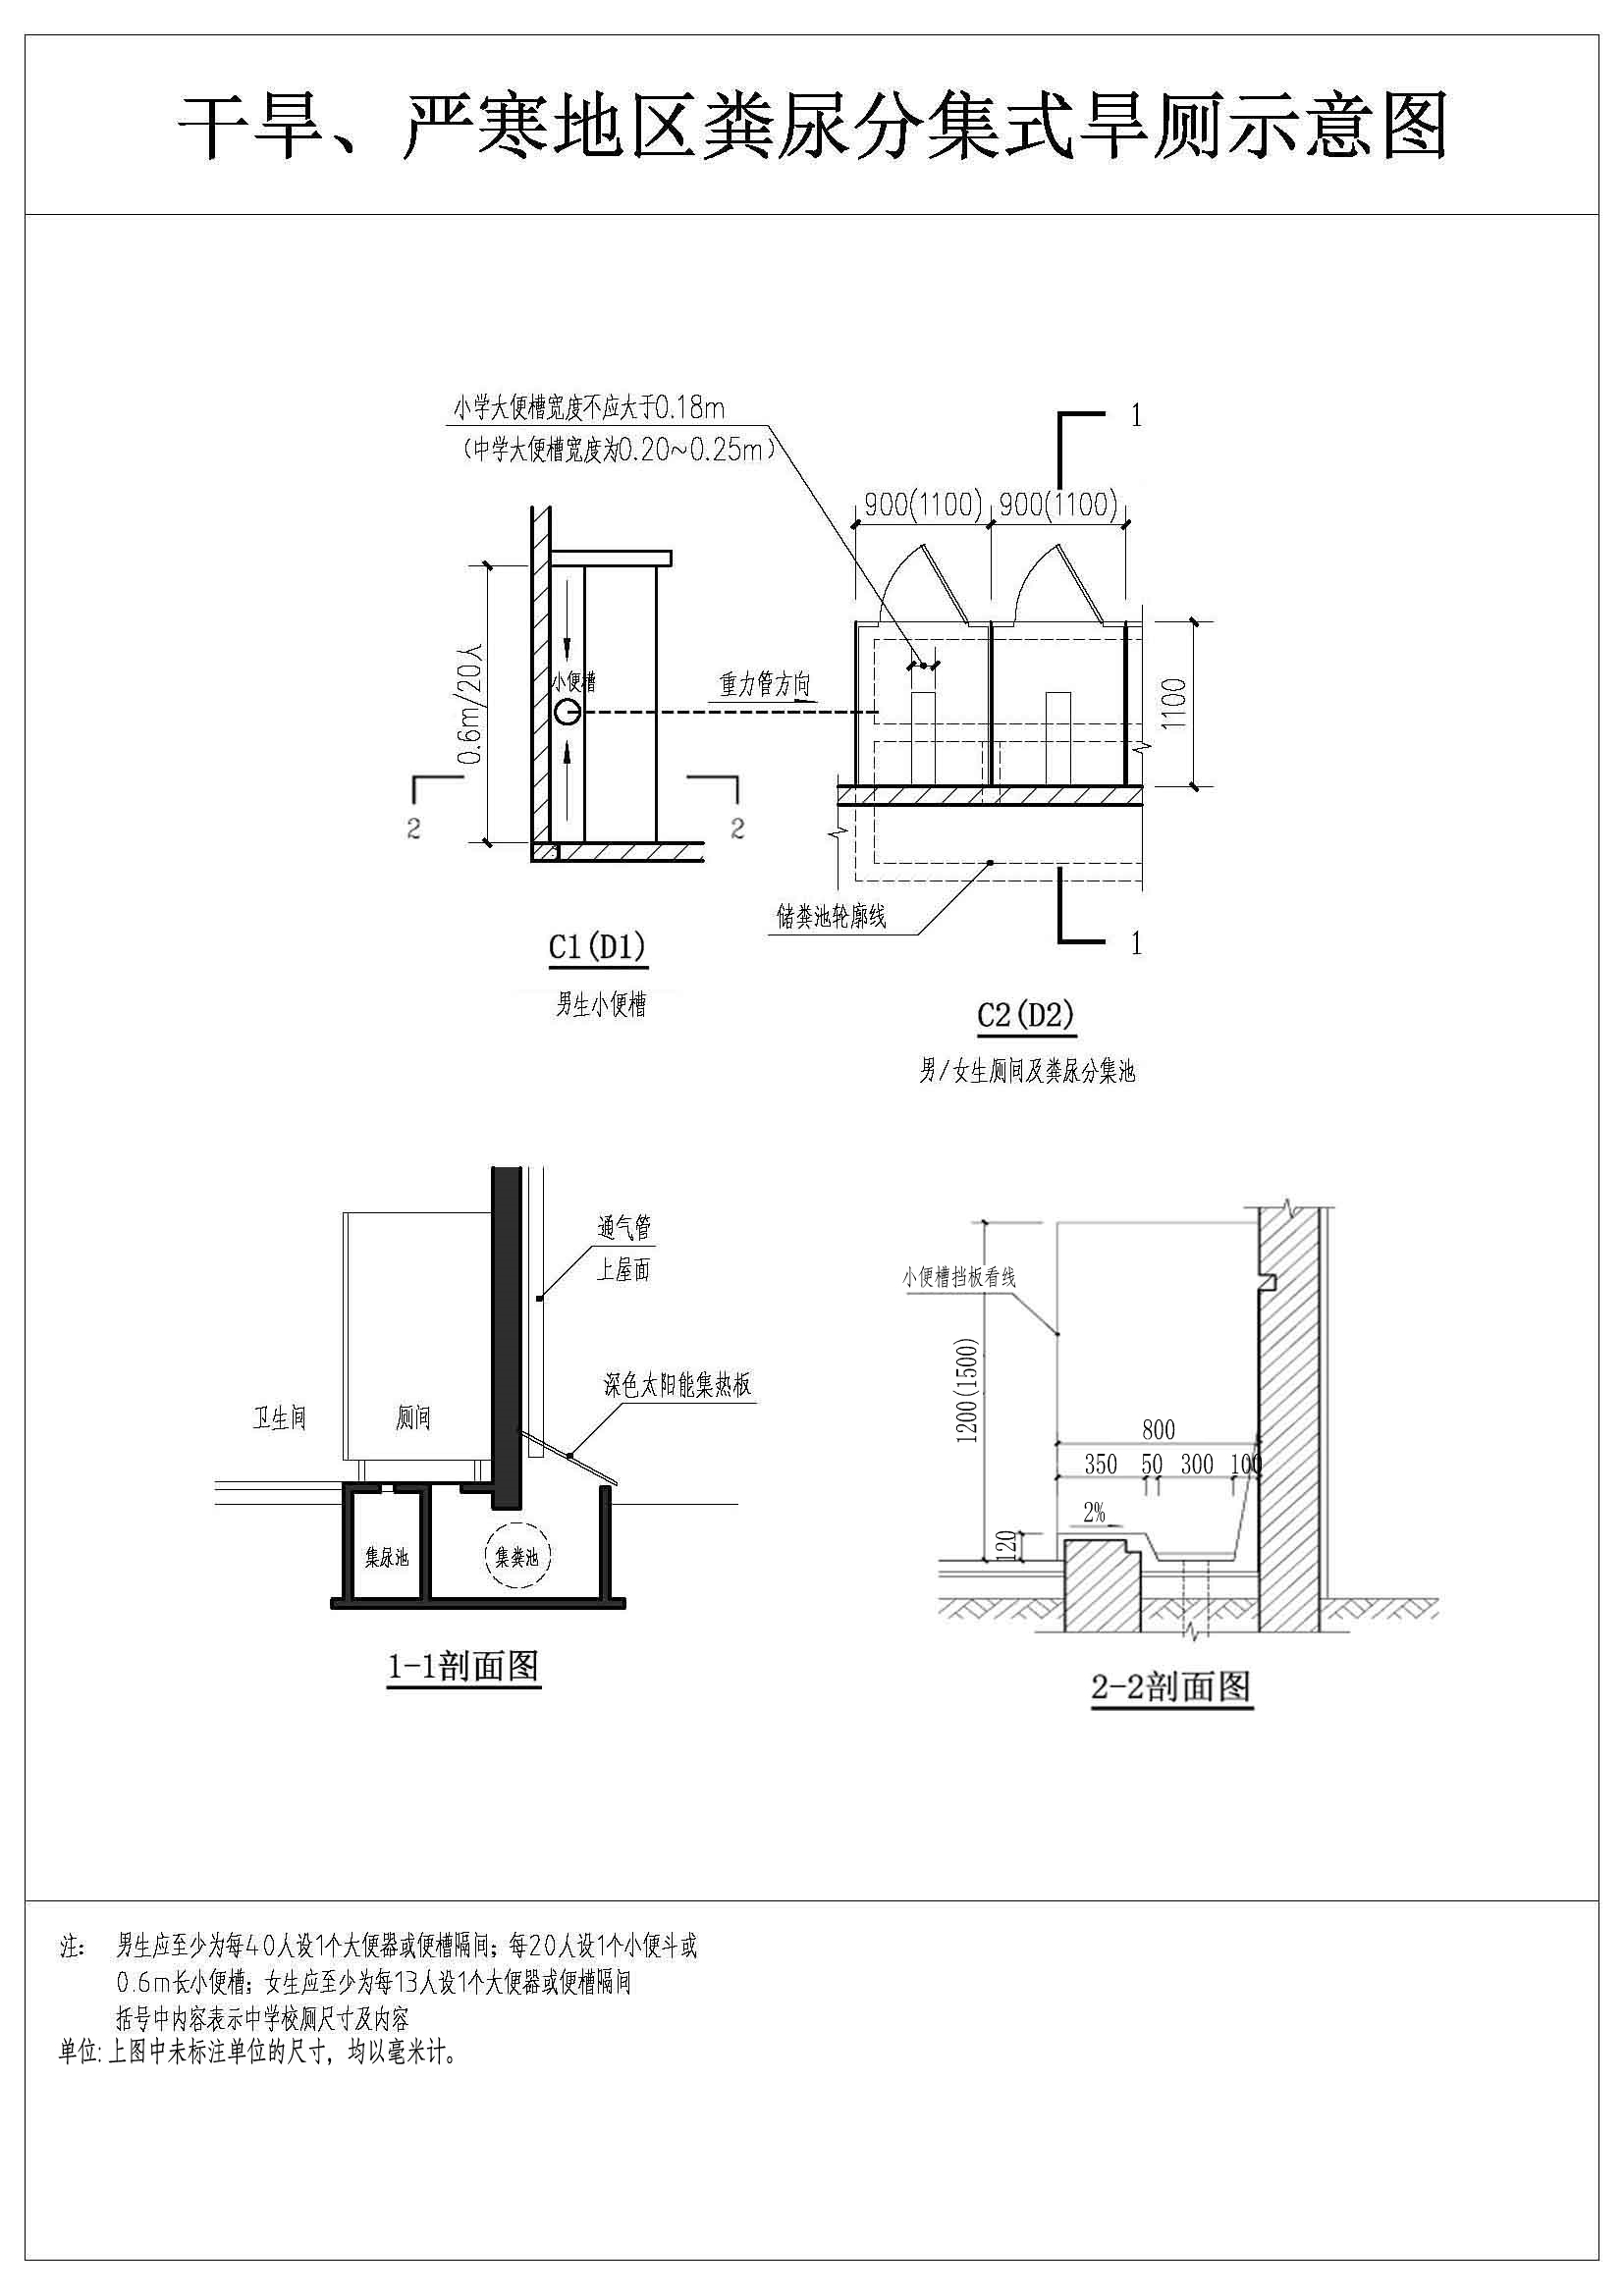 干旱、严寒地区粪尿分集式旱厕示意图
小学大便槽宽度不应大于0.18m
（中学大便槽宽度为0.20~0.25m）
1
900(1100)
900(1100)
0.6m/20人
小便槽
重力管方向
1100
2
2
储粪池轮廓线
1
C1(D1)
男生小便槽
C2(D2)
男/女生厕间及粪尿分集池
通气管
上屋面
深色太阳能集热板
卫生间
厕间
集尿池
集粪池
1-1剖面图
小便槽挡板看线
1200(1500)
800
350
50
300
100
2%
120
2-2剖面图
注： 男生应至少为每40人设1个大便器或便槽隔间；每20人设1个小便斗或
0.6m长小便槽；女生应至少为每13人设1个大便器或便槽隔间
括号中内容表示中学校厕尺寸及内容
单位：上图中未标注单位的尺寸，均以毫米计。